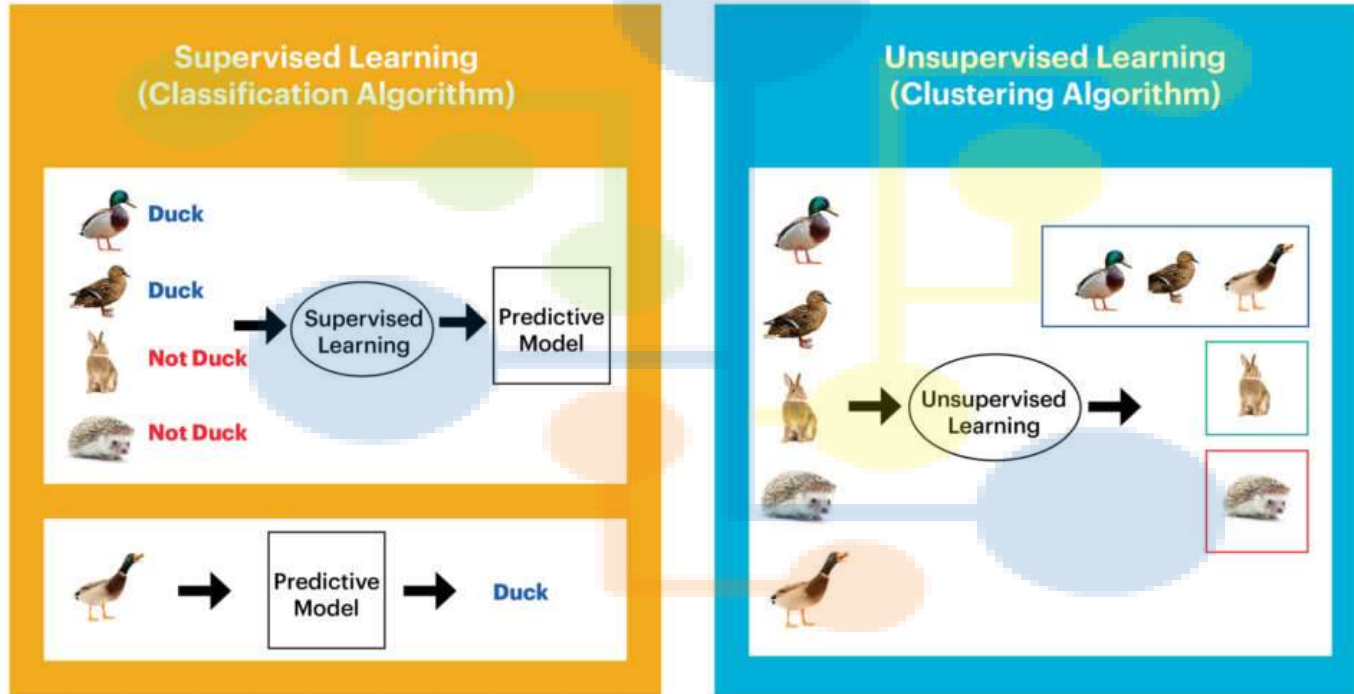 Supervised Learning
(Classification Algorithm)
Duck
Duck
Not Duck
Not Duck
Supervised
Learning
Predictive
Model
Predictive
Model
Duck
Unsupervised Learning
(Clustering Algorithm)
Unsupervised
Learning